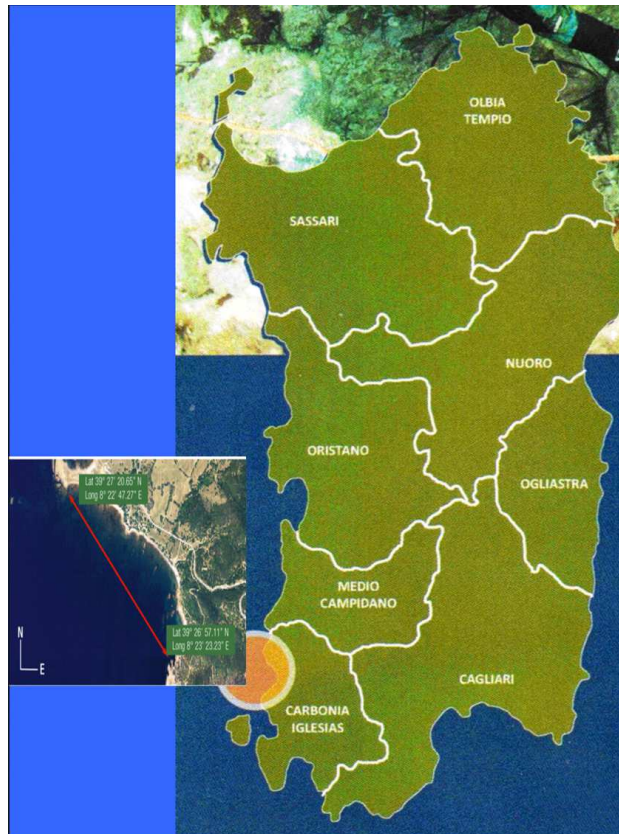 OLBIA
TEMPIO
SASSARI
NUORO
ORISTANO
OGLIASTRA
Lat 39° 27' 20.65" N
Long 8° 22' 47.27" E
MEDIO
CAMPIDANO
Lat 39° 26' 57.11" N
Long 8° 23' 23.23" E
N
E
CAGLIARI
CARBONIA
IGLESIAS